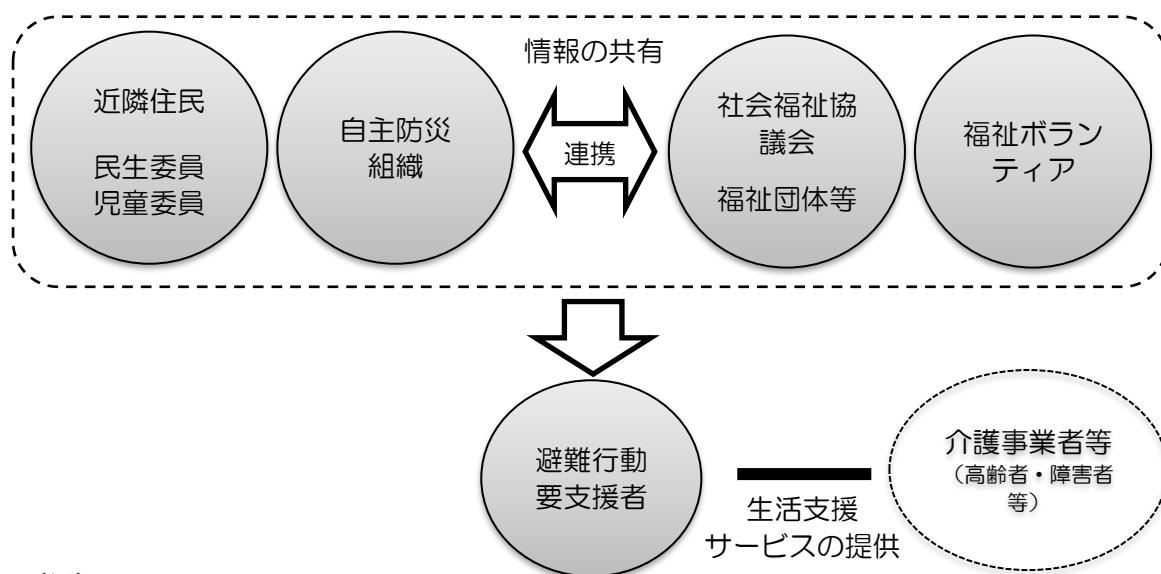 情報の共有
近隣住民
民生委員
児童委員
自主防災
組織
連携
社会福祉協
議会
福祉団体等
福祉ボラン
ティア
避難行動
要支援者
生活支援
サービスの提供
介護事業者等
（高齢者・障害者
等）